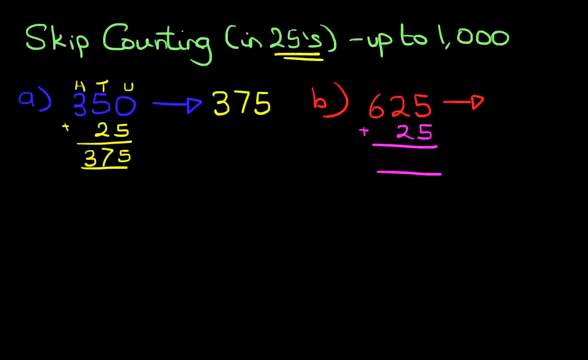 Skip Counting (in 25's) - up to 1,000
H T U
a) 350 → 375 b) 625 →
+ 25 + 25
375